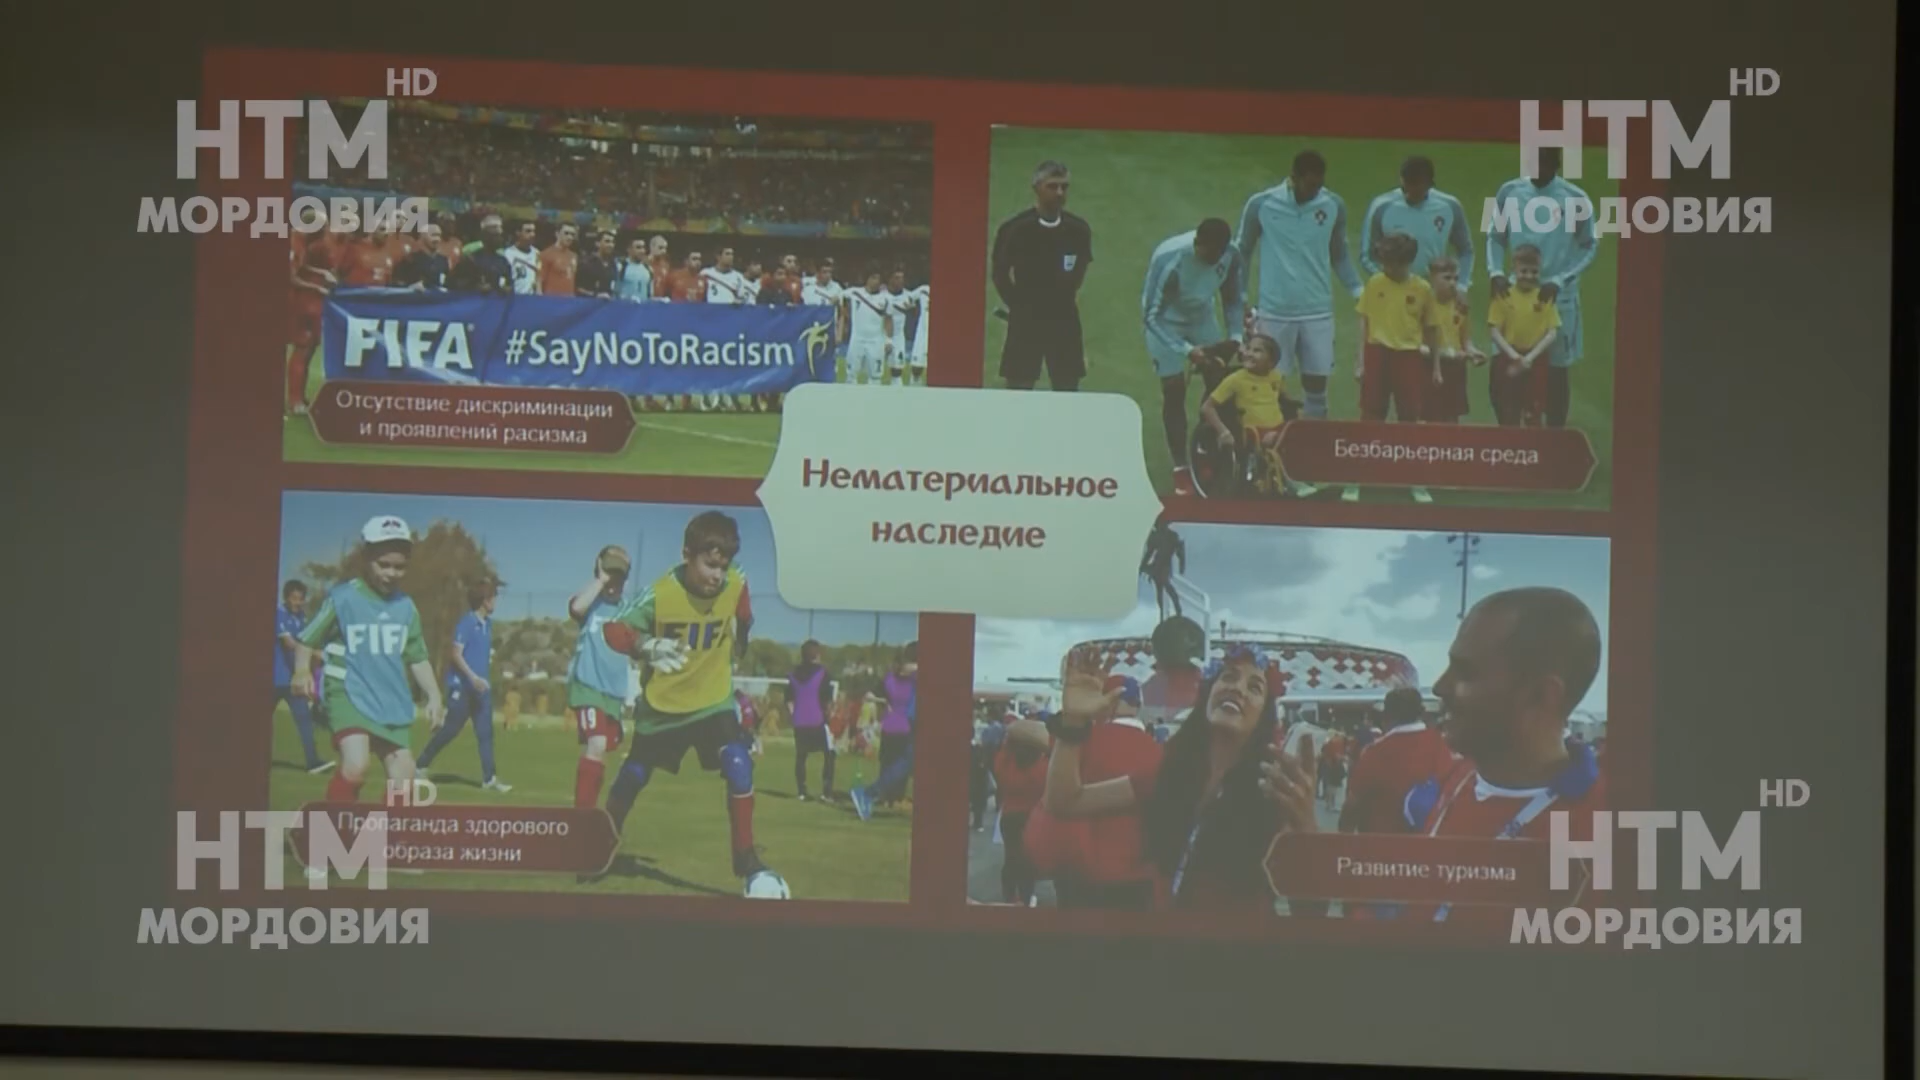 HD
НТМ
МОРДОВИЯ
HD
НТМ
МОРДОВИЯ
FIFA #SayNoToRacism
Отсутствие дискриминации
и проявлений расизма
Безбарьерная среда
Нематериальное
наследие
FIFA
19
FIFA
Пропаганда здорового
образа жизни
Развитие туризма
HD
НТМ
МОРДОВИЯ
HD
НТМ
МОРДОВИЯ